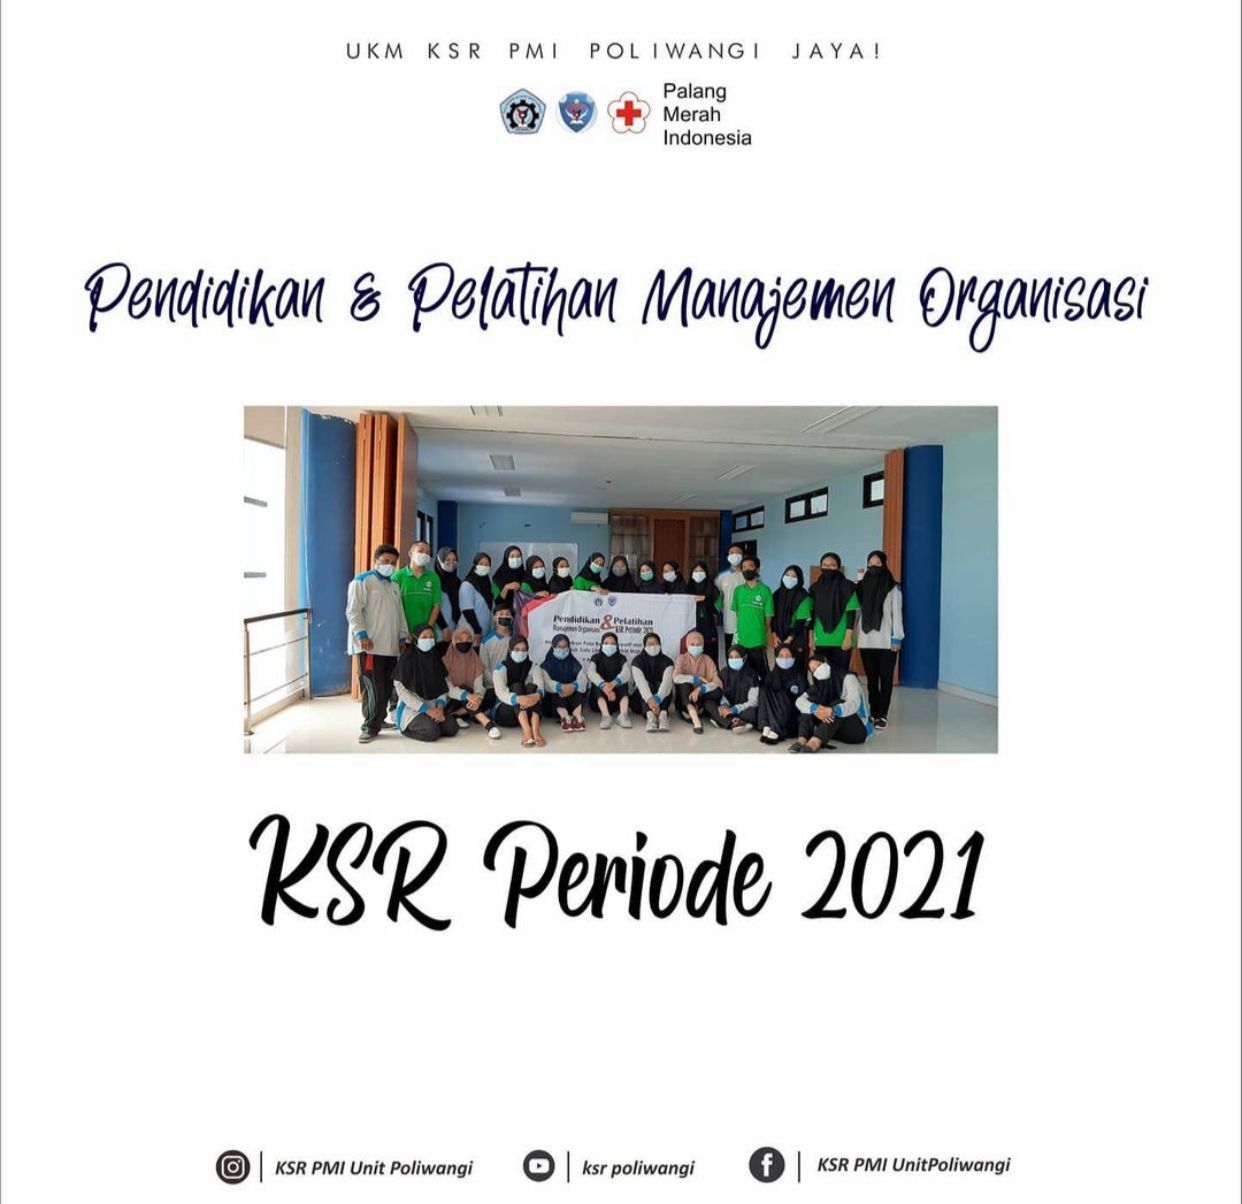 UKM KSR PMI POLIWANGI JAYA!
Palang
Merah
Indonesia
Pendidikan & Pelatihan Manajemen Organisasi
Pendidikan & Pelatihan
Manajemen Organisasi KSR Periode 2021
KSR Periode 2021
KSR PMI Unit Poliwangi
ksr poliwangi
KSR PMI UnitPoliwangi